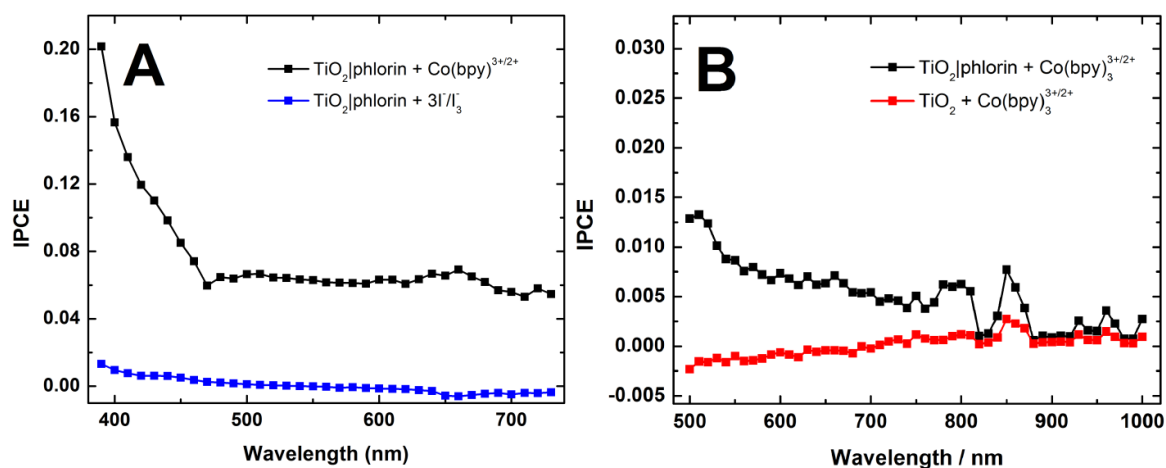 A
TiO₂|phlorin + Co(bpy)³⁺/²⁺
TiO₂|phlorin + 3I⁻/I₃⁻
IPCE
0.20
0.16
0.12
0.08
0.04
0.00
400
500
600
700
Wavelength (nm)
B
TiO₂|phlorin + Co(bpy)₃³⁺/²⁺
TiO₂ + Co(bpy)₃³⁺/²⁺
IPCE
0.030
0.025
0.020
0.015
0.010
0.005
0.000
-0.005
500
600
700
800
900
1000
Wavelength / nm